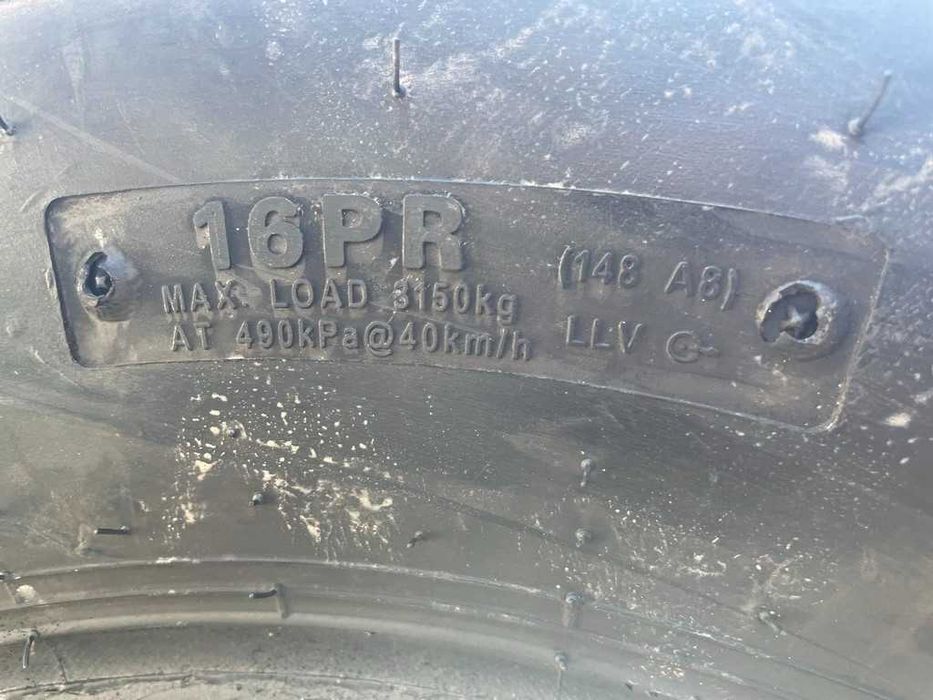 16PR
MAX. LOAD 3150kg
AT 490kPa@40km/h
(148 A8)
LLV